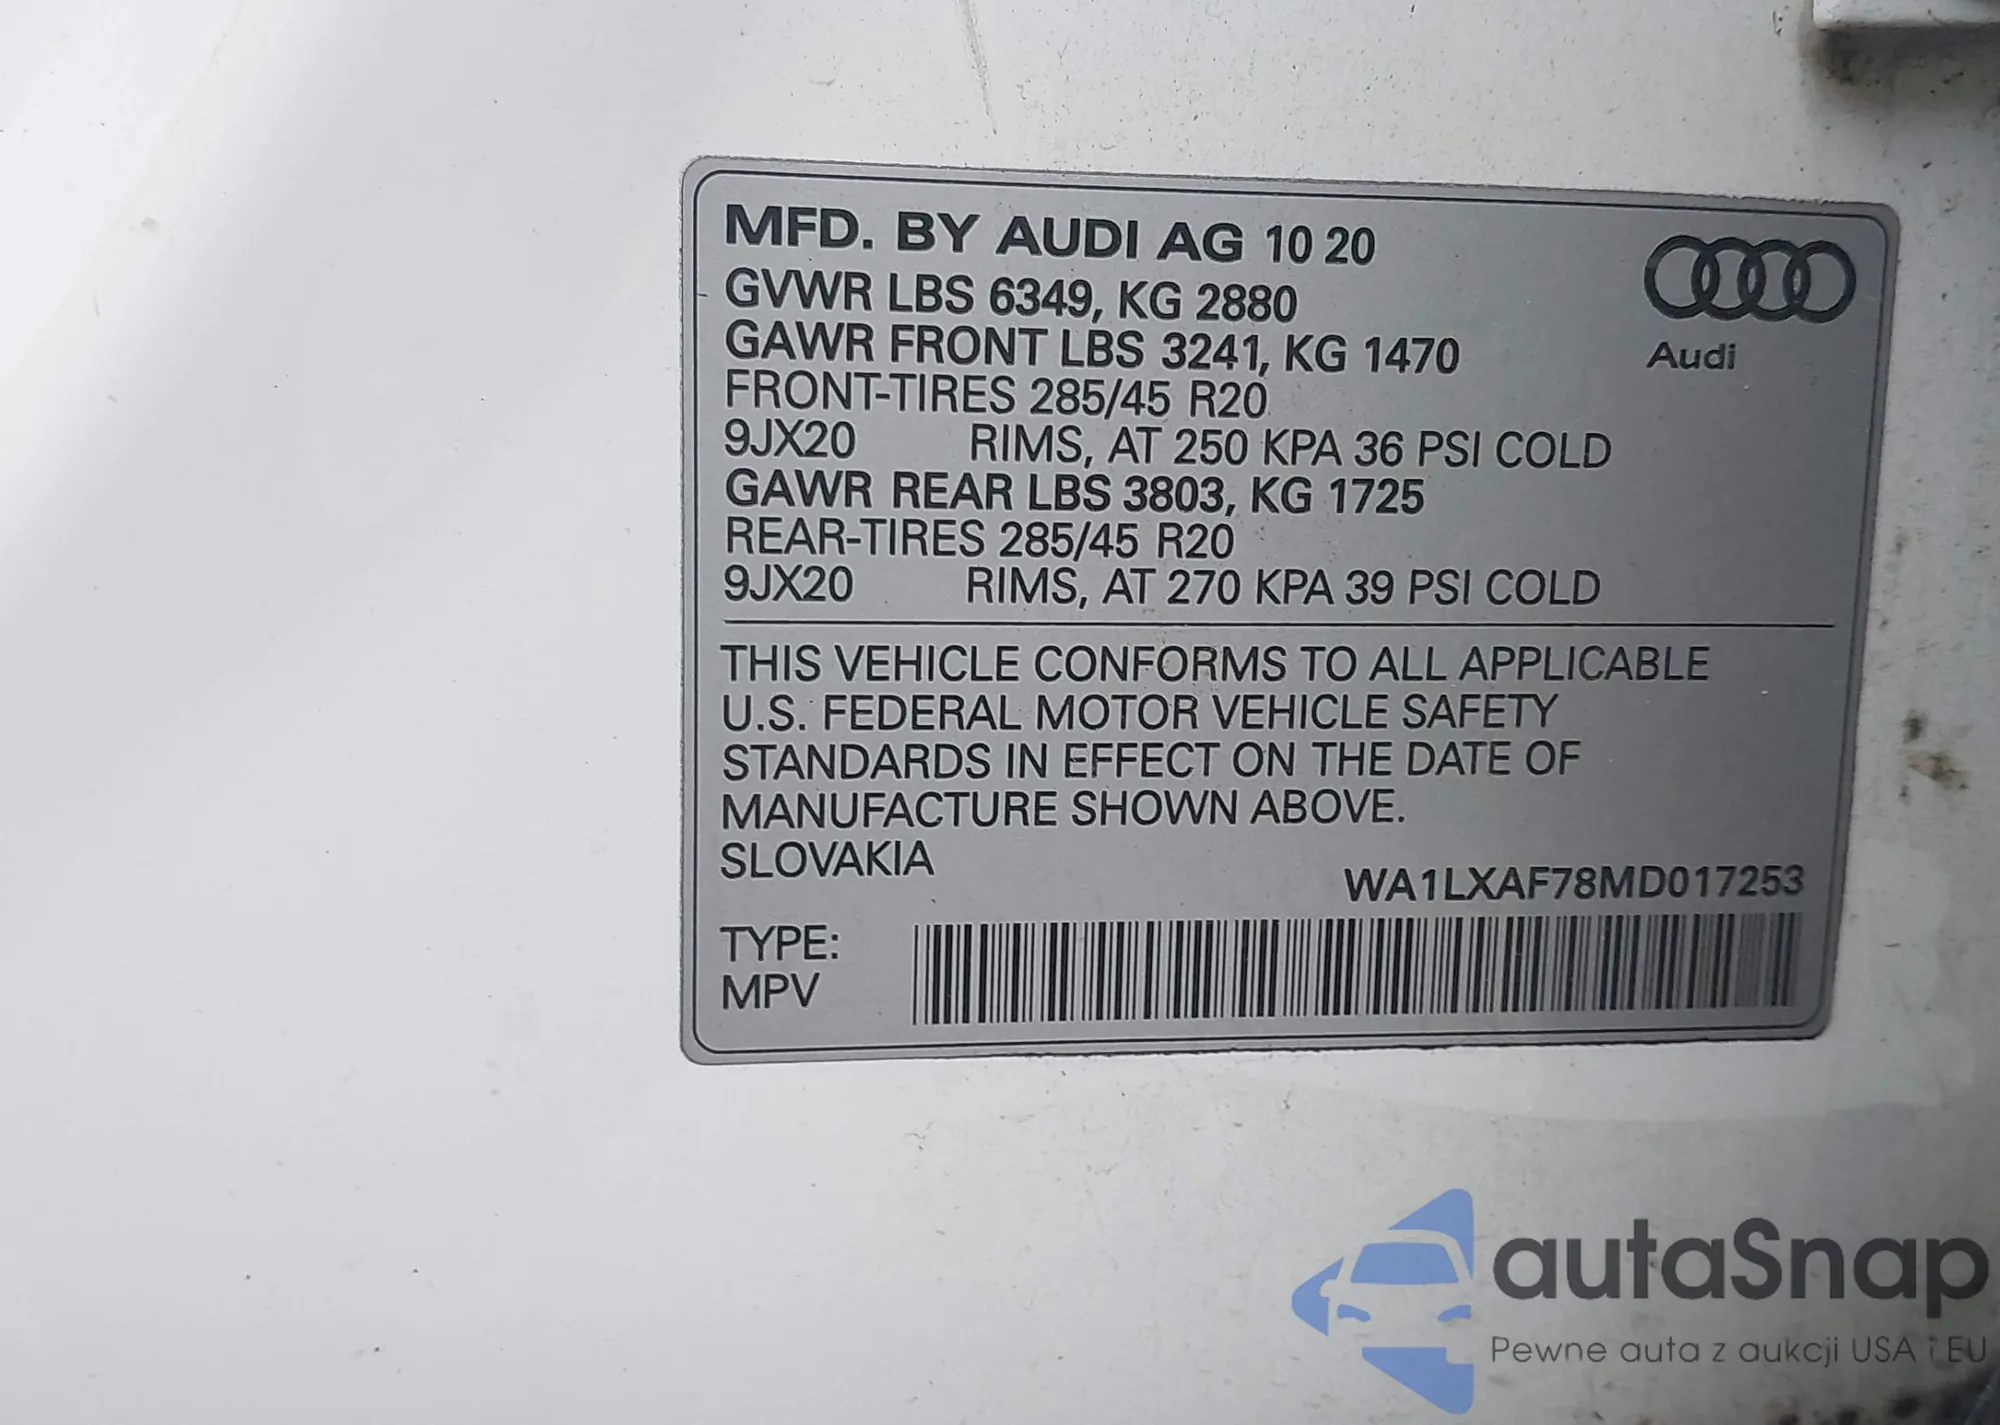 MFD. BY AUDI AG 10 20
GVWR LBS 6349, KG 2880
GAWR FRONT LBS 3241, KG 1470
FRONT-TIRES 285/45 R20
9JX20 RIMS, AT 250 KPA 36 PSI COLD
GAWR REAR LBS 3803, KG 1725
REAR-TIRES 285/45 R20
9JX20 RIMS, AT 270 KPA 39 PSI COLD
Audi
THIS VEHICLE CONFORMS TO ALL APPLICABLE
U.S. FEDERAL MOTOR VEHICLE SAFETY
STANDARDS IN EFFECT ON THE DATE OF
MANUFACTURE SHOWN ABOVE.
SLOVAKIA
WA1LXAF78MD017253
TYPE:
MPV
autaSnap
Pewne auta z aukcji USA i EU